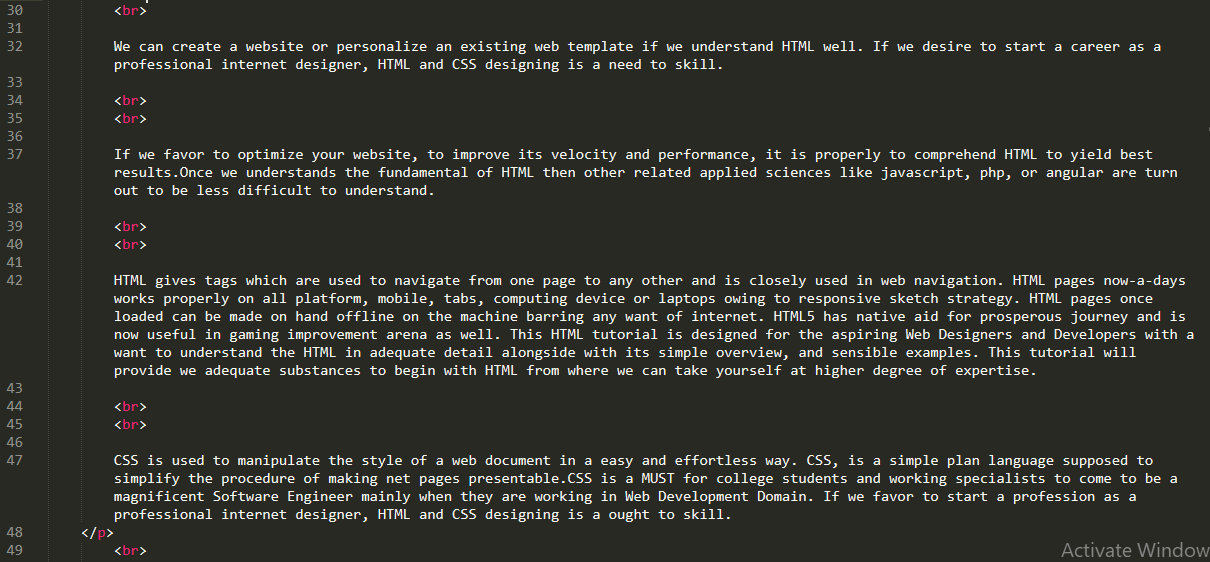 30 <br>
31
32 We can create a website or personalize an existing web template if we understand HTML well. If we desire to start a career as a
professional internet designer, HTML and CSS designing is a need to skill.
33
34 <br>
35 <br>
36
37 If we favor to optimize your website, to improve its velocity and performance, it is properly to comprehend HTML to yield best
results.Once we understands the fundamental of HTML then other related applied sciences like javascript, php, or angular are turn
out to be less difficult to understand.
38
39 <br>
40 <br>
41
42 HTML gives tags which are used to navigate from one page to any other and is closely used in web navigation. HTML pages now-a-days
works properly on all platform, mobile, tabs, computing device or laptops owing to responsive sketch strategy. HTML pages once
loaded can be made on hand offline on the machine barring any want of internet. HTML5 has native aid for prosperous journey and is
now useful in gaming improvement arena as well. This HTML tutorial is designed for the aspiring Web Designers and Developers with a
want to understand the HTML in adequate detail alongside with its simple overview, and sensible examples. This tutorial will
provide we adequate substances to begin with HTML from where we can take yourself at higher degree of expertise.
43
44 <br>
45 <br>
46
47 CSS is used to manipulate the style of a web document in a easy and effortless way. CSS, is a simple plan language supposed to
simplify the procedure of making net pages presentable.CSS is a MUST for college students and working specialists to come to be a
magnificent Software Engineer mainly when they are working in Web Development Domain. If we favor to start a profession as a
professional internet designer, HTML and CSS designing is a ought to skill.
48 </p>
49 <br>
Activate Window